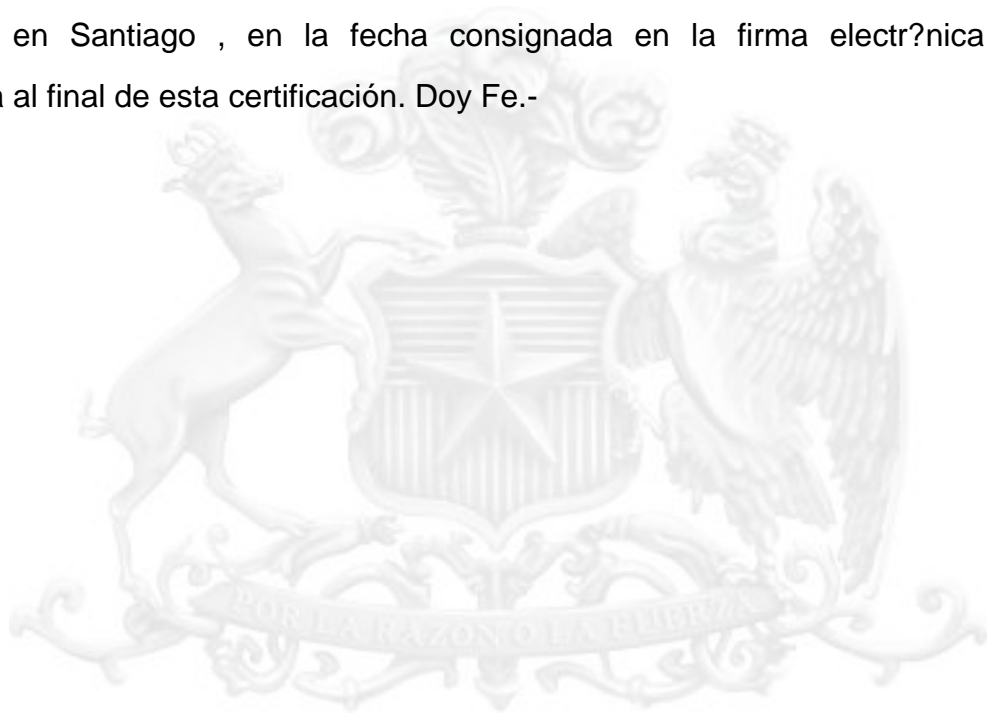 en Santiago , en la fecha consignada en la firma electr?nica
a al final de esta certificación. Doy Fe.-
POR LA RAZÓN O LA FUERZA